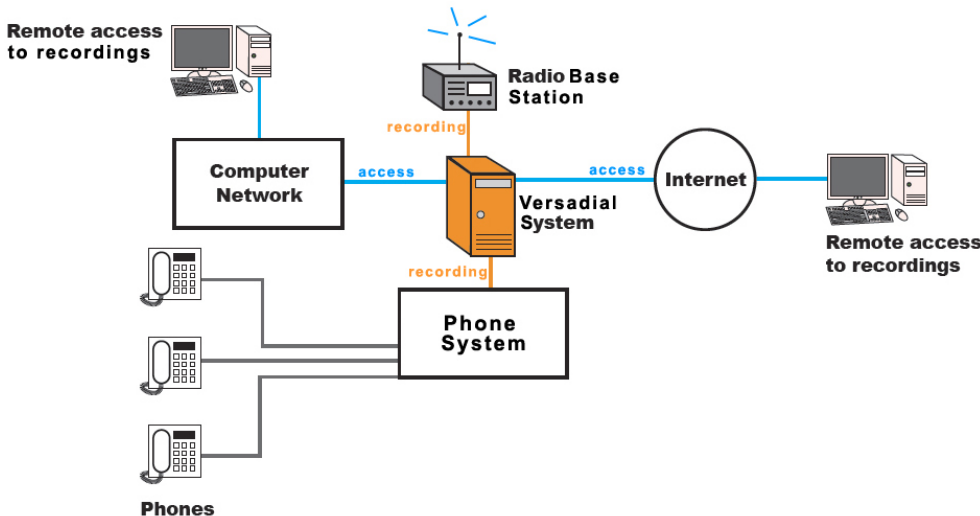 Remote access
to recordings
Radio Base
Station
recording
Computer
Network
access
access
Internet
Versadial
System
Remote access
to recordings
recording
Phone
System
Phones